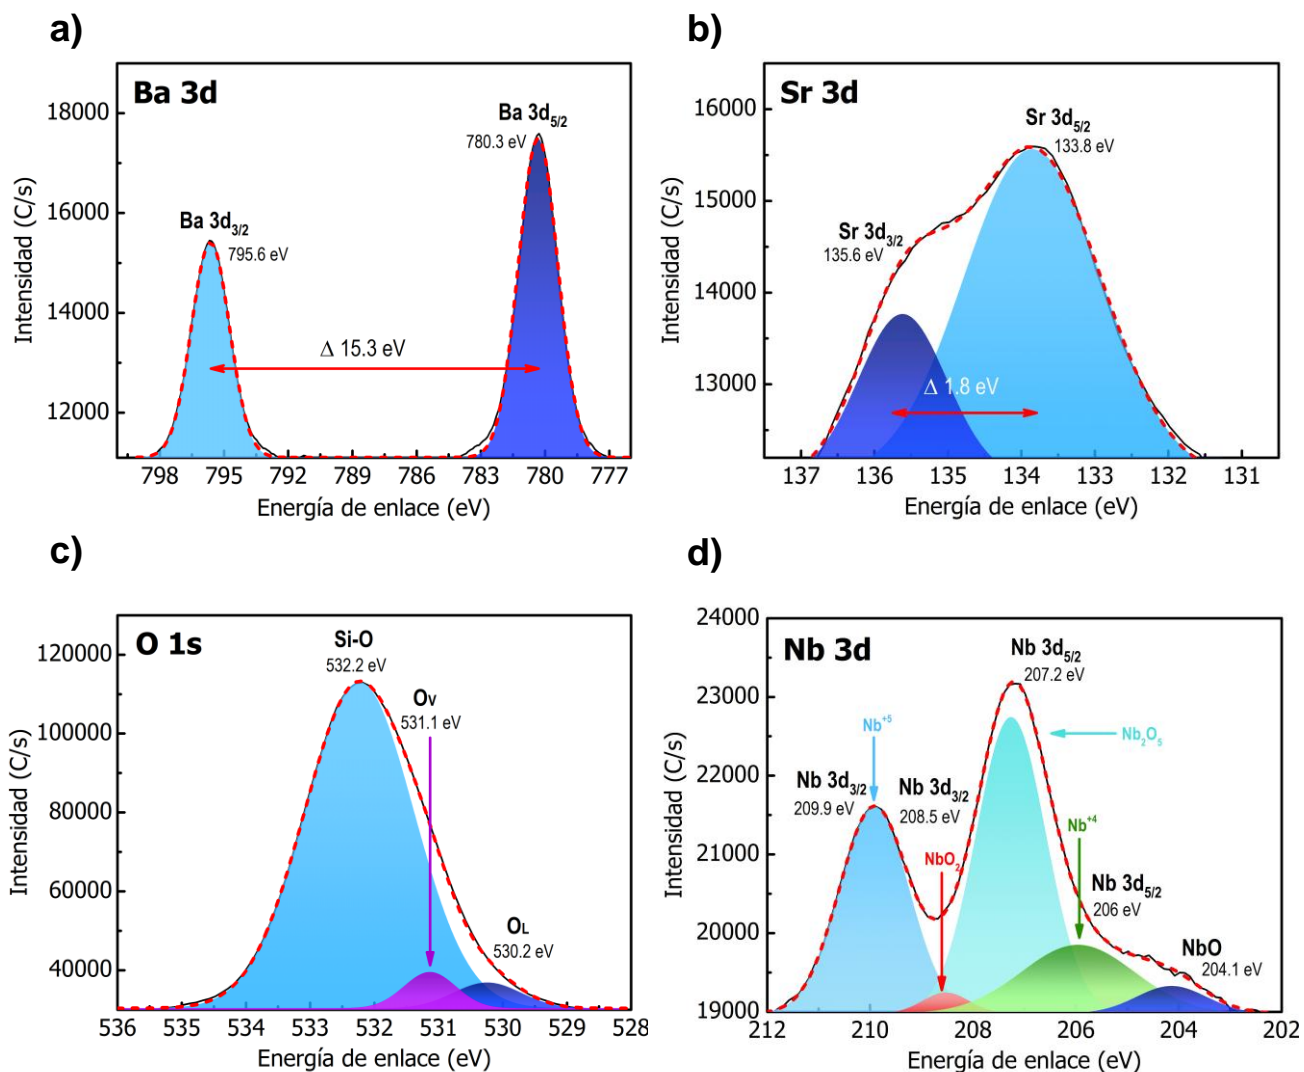 a)
Ba 3d
Ba 3d5/2
780.3 eV
Ba 3d3/2
795.6 eV
Δ 15.3 eV
18000
16000
14000
12000
Intensidad (C/s)
798 795 792 789 786 783 780 777
Energía de enlace (eV)
b)
Sr 3d
Sr 3d5/2
133.8 eV
Sr 3d3/2
135.6 eV
Δ 1.8 eV
16000
15000
14000
13000
Intensidad (C/s)
137 136 135 134 133 132 131
Energía de enlace (eV)
c)
O 1s
Si-O
532.2 eV
OV
531.1 eV
OL
530.2 eV
120000
100000
80000
60000
40000
Intensidad (C/s)
536 535 534 533 532 531 530 529 528
Energía de enlace (eV)
d)
Nb 3d
Nb 3d5/2
207.2 eV
Nb+5
Nb2O5
Nb 3d3/2
209.9 eV
Nb 3d3/2
208.5 eV
NbO2
Nb+4
Nb 3d5/2
206 eV
NbO
204.1 eV
24000
23000
22000
21000
20000
19000
Intensidad (C/s)
212 210 208 206 204 202
Energía de enlace (eV)